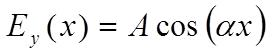 E_y(x) = A cos(αx)